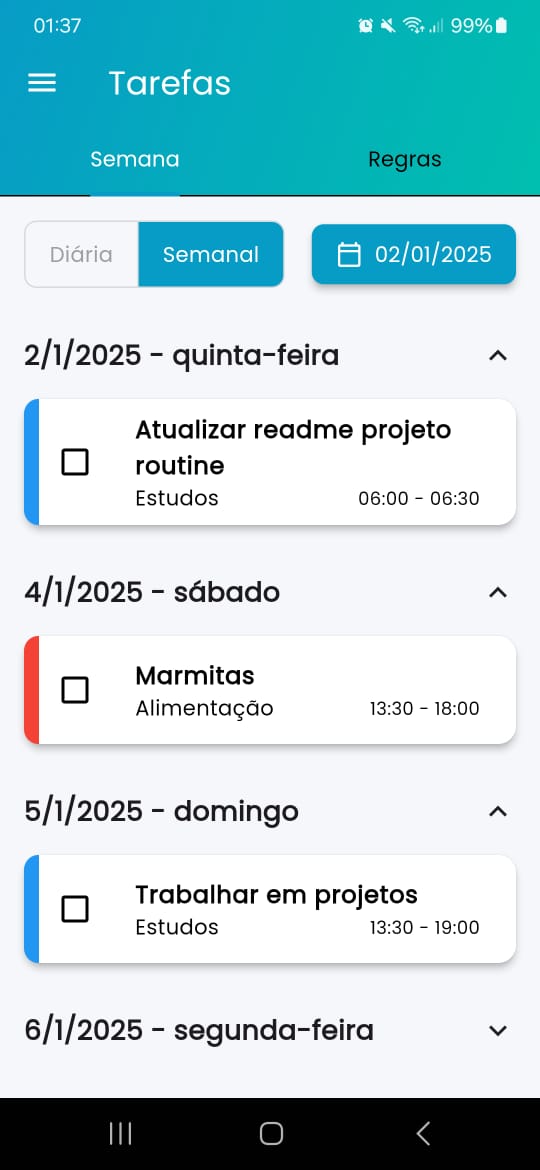 01:37
99%
Tarefas
Semana
Regras
Diária
Semanal
02/01/2025
2/1/2025 - quinta-feira
Atualizar readme projeto
routine
Estudos
06:00 - 06:30
4/1/2025 - sábado
Marmitas
Alimentação
13:30 - 18:00
5/1/2025 - domingo
Trabalhar em projetos
Estudos
13:30 - 19:00
6/1/2025 - segunda-feira